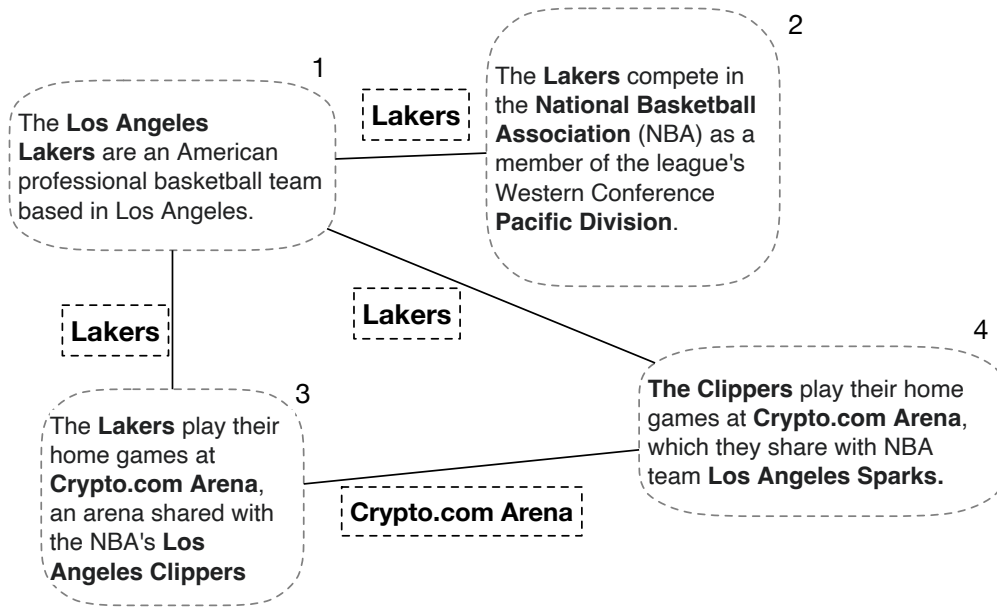 1
The Los Angeles
Lakers are an American
professional basketball team
based in Los Angeles.
Lakers
2
The Lakers compete in
the National Basketball
Association (NBA) as a
member of the league's
Western Conference
Pacific Division.
Lakers
Lakers
3
The Lakers play their
home games at
Crypto.com Arena,
an arena shared with
the NBA's Los
Angeles Clippers
Crypto.com Arena
4
The Clippers play their home
games at Crypto.com Arena,
which they share with NBA
team Los Angeles Sparks.